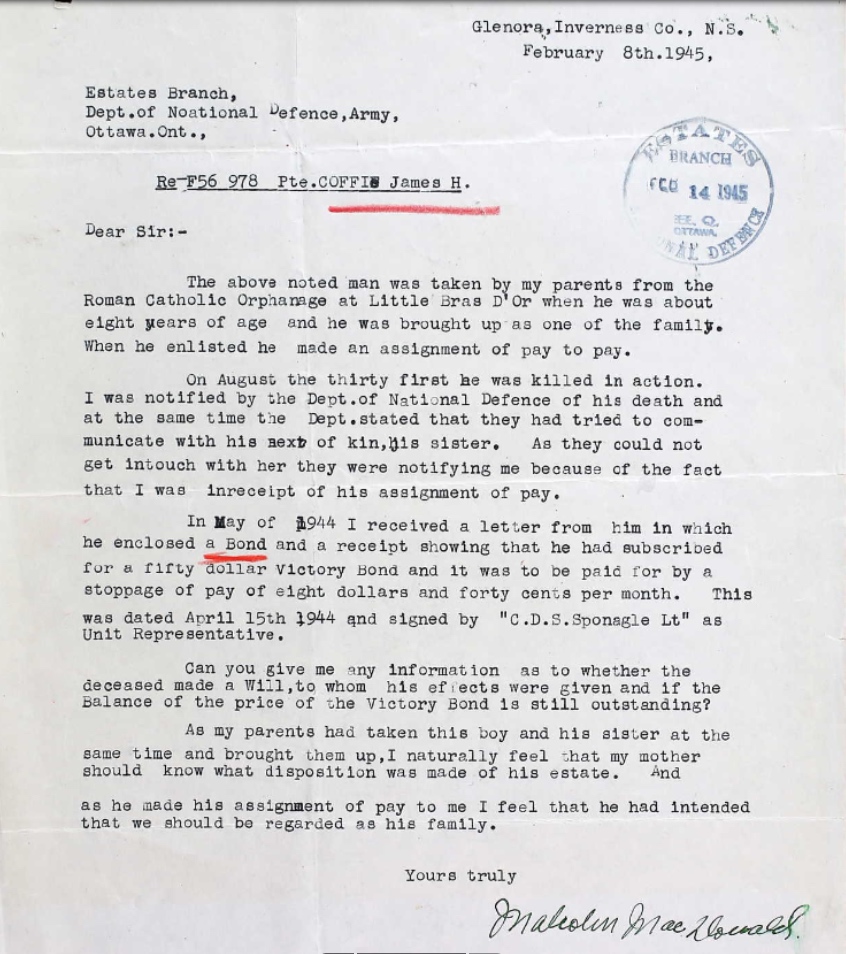 Glenora,Inverness Co., N.S.
February 8th.1945,
Estates Branch,
Dept.of Noational Defence,Army,
Ottawa.Ont.,
ESTATES
BRANCH
FEB 14 1945
OTTAWA.
DEFENCE
Re-F56 978 Pte.COFFIN James H.
Dear Sir:-
The above noted man was taken by my parents from the
Roman Catholic Orphanage at Little Bras D'Or when he was about
eight years of age and he was brought up as one of the family.
When he enlisted he made an assignment of pay to pay.
On August the thirty first he was killed in action.
I was notified by the Dept.of National Defence of his death and
at the same time the Dept.stated that they had tried to com-
municate with his next of kin,his sister. As they could not
get intouch with her they were notifying me because of the fact
that I was inreceipt of his assignment of pay.
In May of 1944 I received a letter from him in which
he enclosed a Bond and a receipt showing that he had subscribed
for a fifty dollar Victory Bond and it was to be paid for by a
stoppage of pay of eight dollars and forty cents per month. This
was dated April 15th 1944 and signed by "C.D.S.Sponagle Lt" as
Unit Representative.
Can you give me any information as to whether the
deceased made a Will,to whom his effects were given and if the
Balance of the price of the Victory Bond is still outstanding?
As my parents had taken this boy and his sister at the
same time and brought them up,I naturally feel that my mother
should know what disposition was made of his estate. And
as he made his assignment of pay to me I feel that he had intended
that we should be regarded as his family.
Yours truly
Malcolm MacDonald.